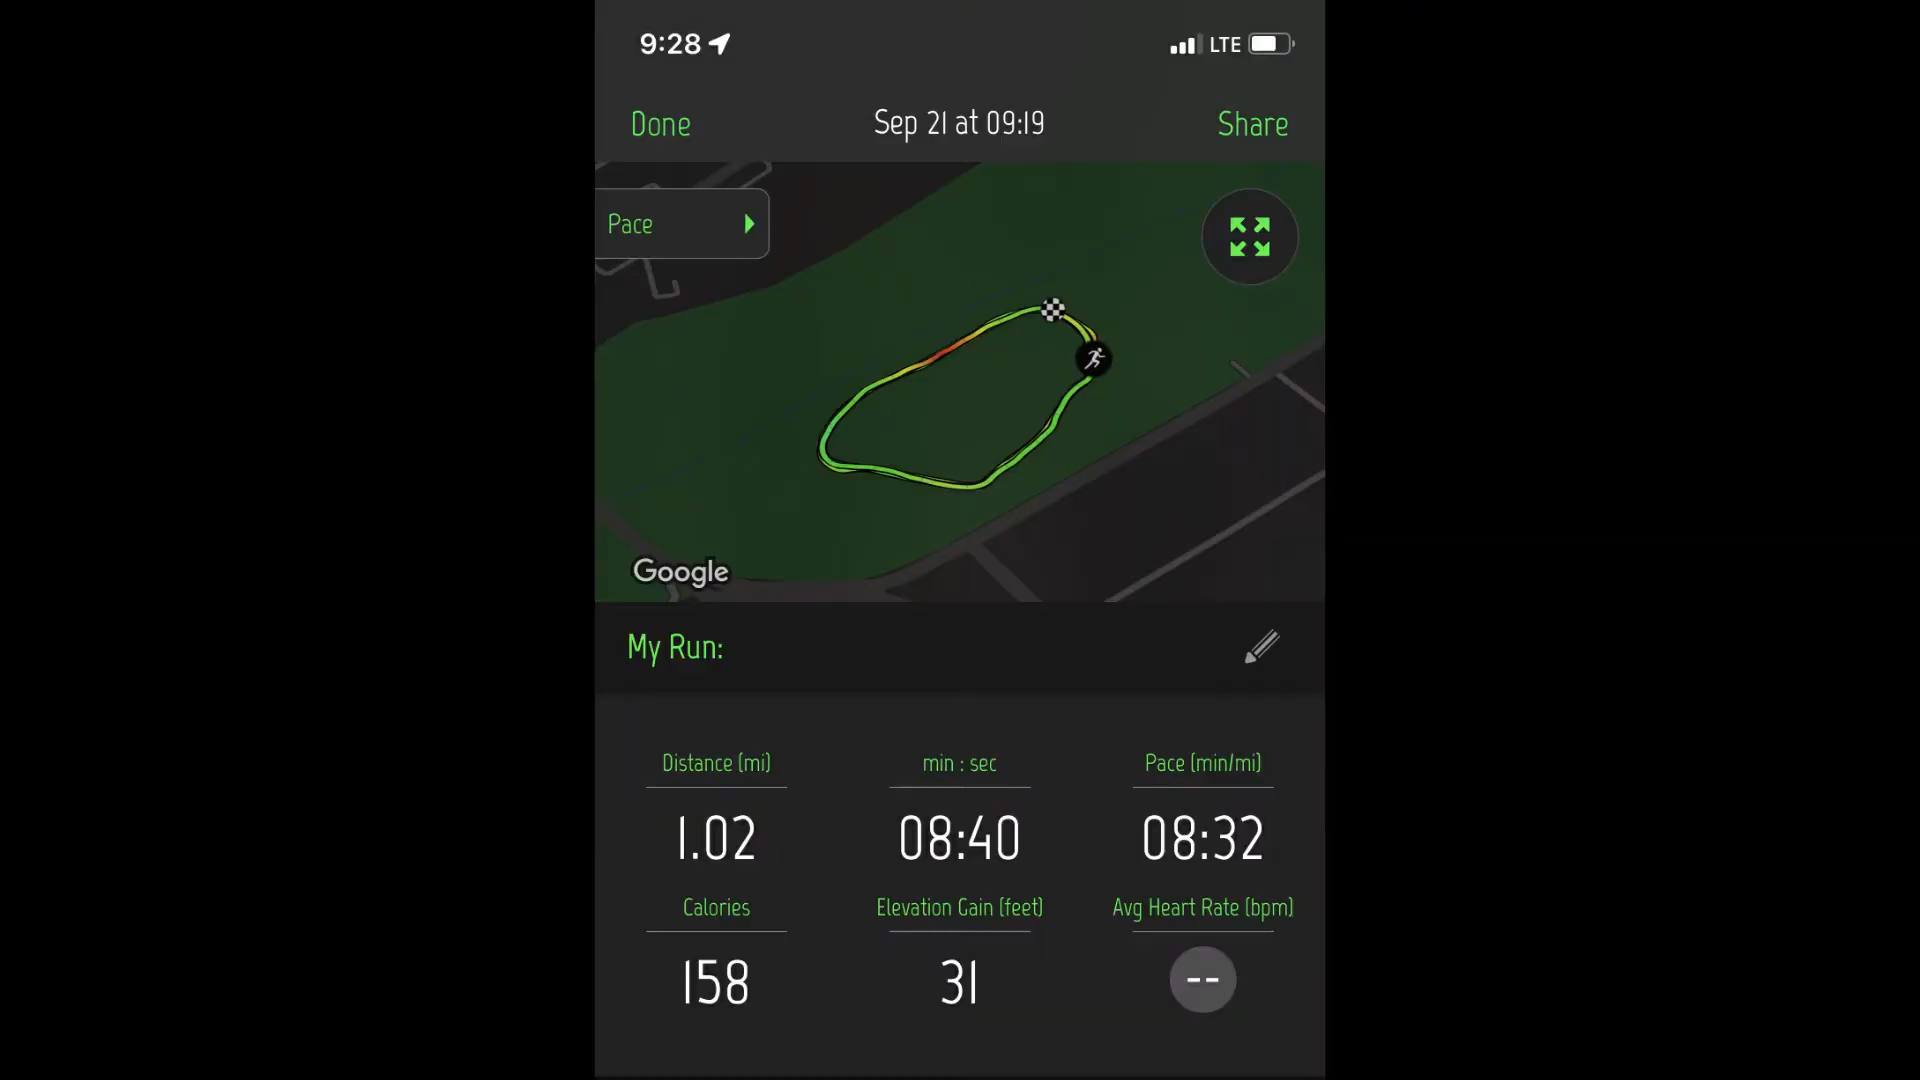 9:28 LTE
Done Sep 21 at 09:19 Share
Pace
Google
My Run:
Distance (mi) min : sec Pace (min/mi)
1.02 08:40 08:32
Calories Elevation Gain (feet) Avg Heart Rate (bpm)
158 31 --